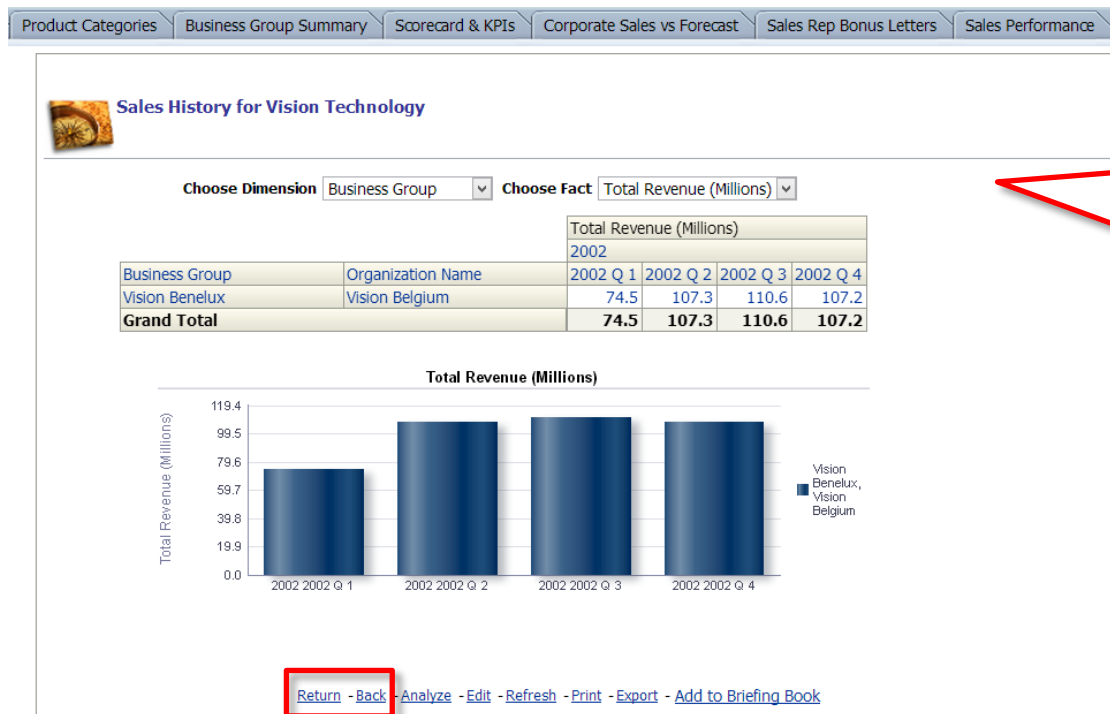 Product Categories Business Group Summary Scorecard & KPIs Corporate Sales vs Forecast Sales Rep Bonus Letters Sales Performance
Sales History for Vision Technology
Choose Dimension Business Group Choose Fact Total Revenue (Millions)
Total Revenue (Millions)
2002
Business Group Organization Name 2002 Q 1 2002 Q 2 2002 Q 3 2002 Q 4
Vision Benelux Vision Belgium 74.5 107.3 110.6 107.2
Grand Total 74.5 107.3 110.6 107.2
Total Revenue (Millions)
Total Revenue (Millions)
119.4
99.5
79.6
59.7
39.8
19.9
0.0
2002 2002 Q 1 2002 2002 Q 2 2002 2002 Q 3 2002 2002 Q 4
Vision
Benelux,
Vision
Belgium
Return - Back - Analyze - Edit - Refresh - Print - Export - Add to Briefing Book